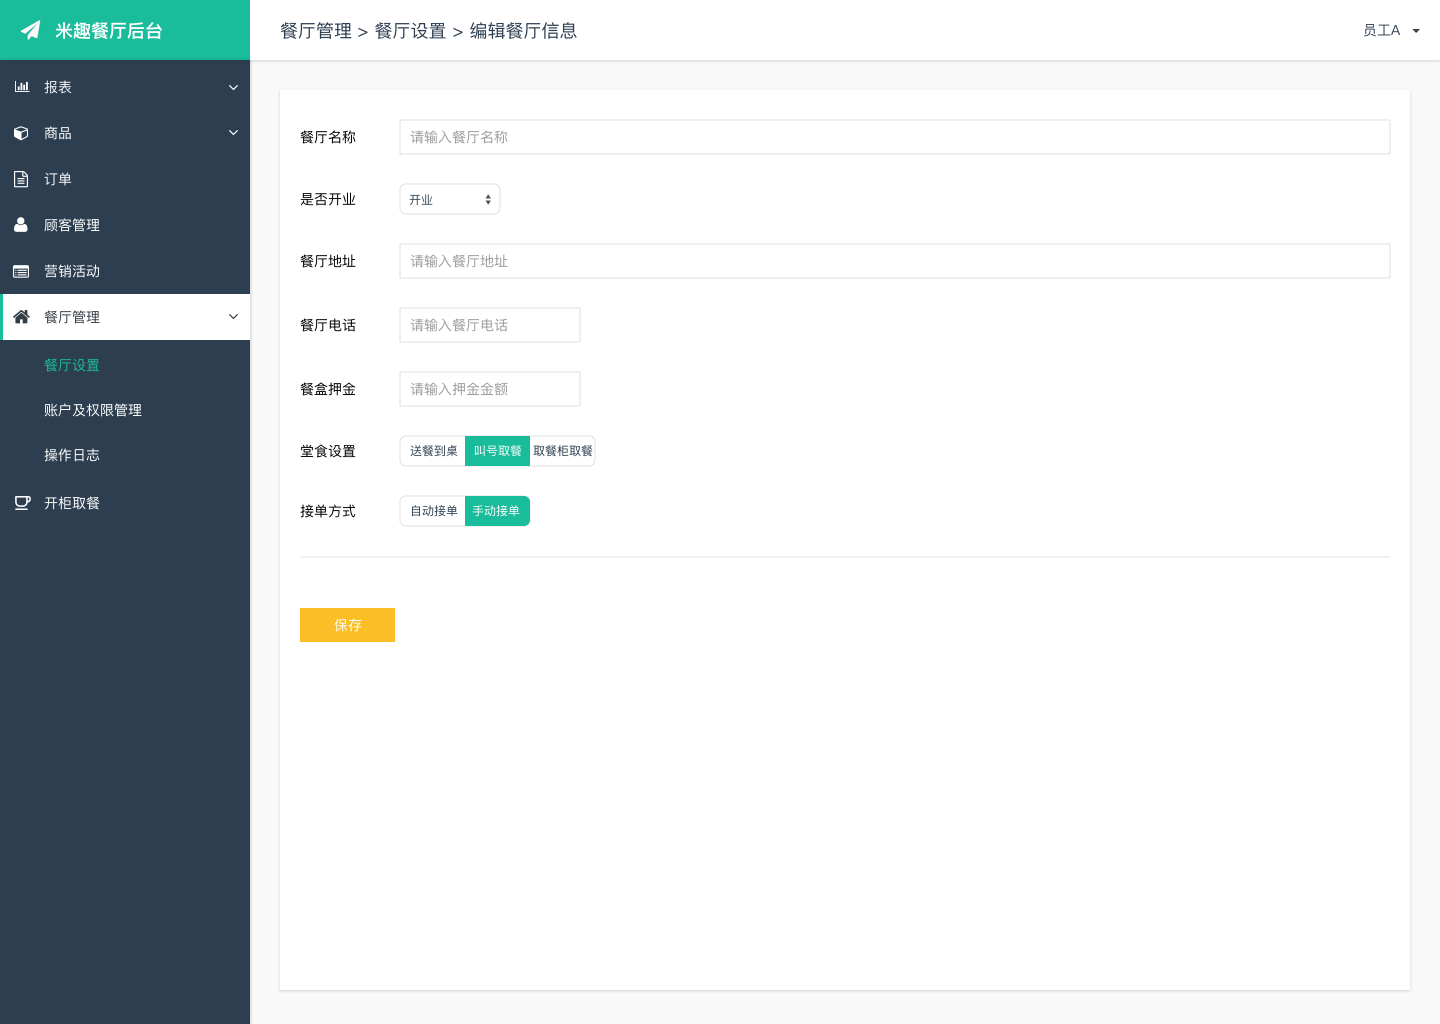 米趣餐厅后台
餐厅管理 > 餐厅设置 > 编辑餐厅信息
员工A
报表
商品
订单
顾客管理
营销活动
餐厅管理
餐厅设置
账户及权限管理
操作日志
开柜取餐
餐厅名称 请输入餐厅名称
是否开业 开业
餐厅地址 请输入餐厅地址
餐厅电话 请输入餐厅电话
餐盒押金 请输入押金金额
堂食设置 送餐到桌 叫号取餐 取餐柜取餐
接单方式 自动接单 手动接单
保存